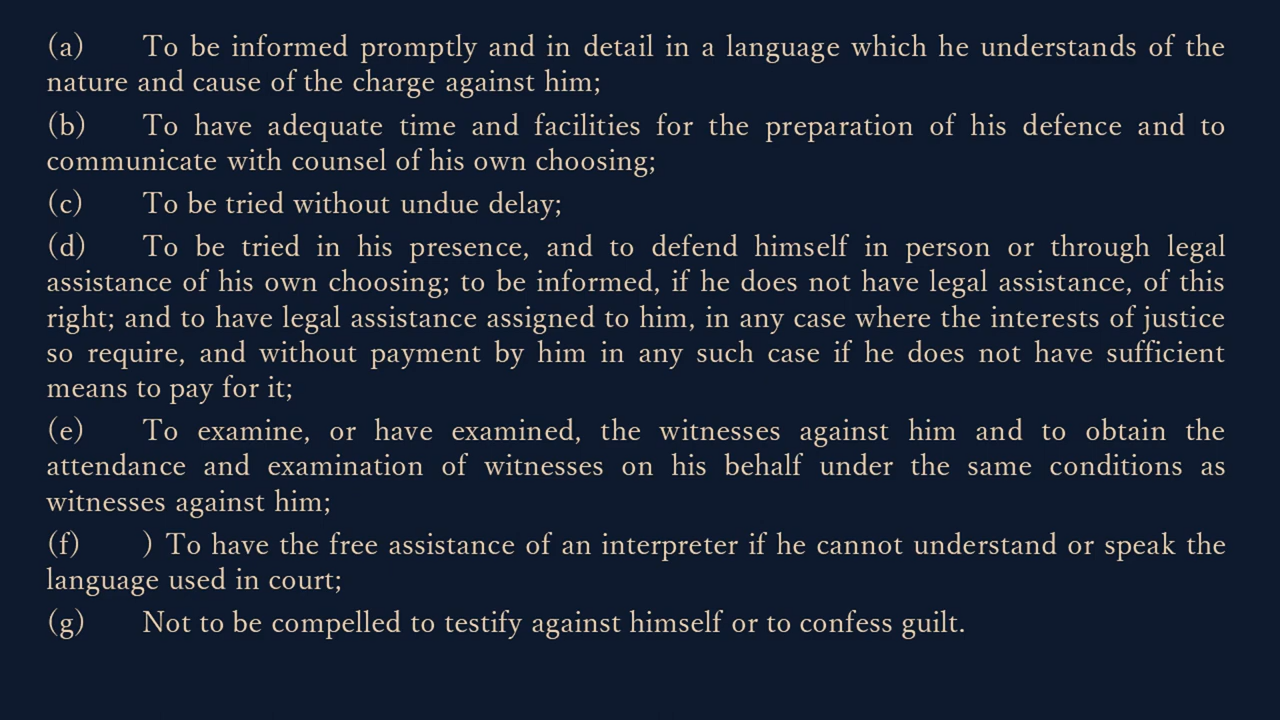 (a) To be informed promptly and in detail in a language which he understands of the
nature and cause of the charge against him;
(b) To have adequate time and facilities for the preparation of his defence and to
communicate with counsel of his own choosing;
(c) To be tried without undue delay;
(d) To be tried in his presence, and to defend himself in person or through legal
assistance of his own choosing; to be informed, if he does not have legal assistance, of this
right; and to have legal assistance assigned to him, in any case where the interests of justice
so require, and without payment by him in any such case if he does not have sufficient
means to pay for it;
(e) To examine, or have examined, the witnesses against him and to obtain the
attendance and examination of witnesses on his behalf under the same conditions as
witnesses against him;
(f) ) To have the free assistance of an interpreter if he cannot understand or speak the
language used in court;
(g) Not to be compelled to testify against himself or to confess guilt.